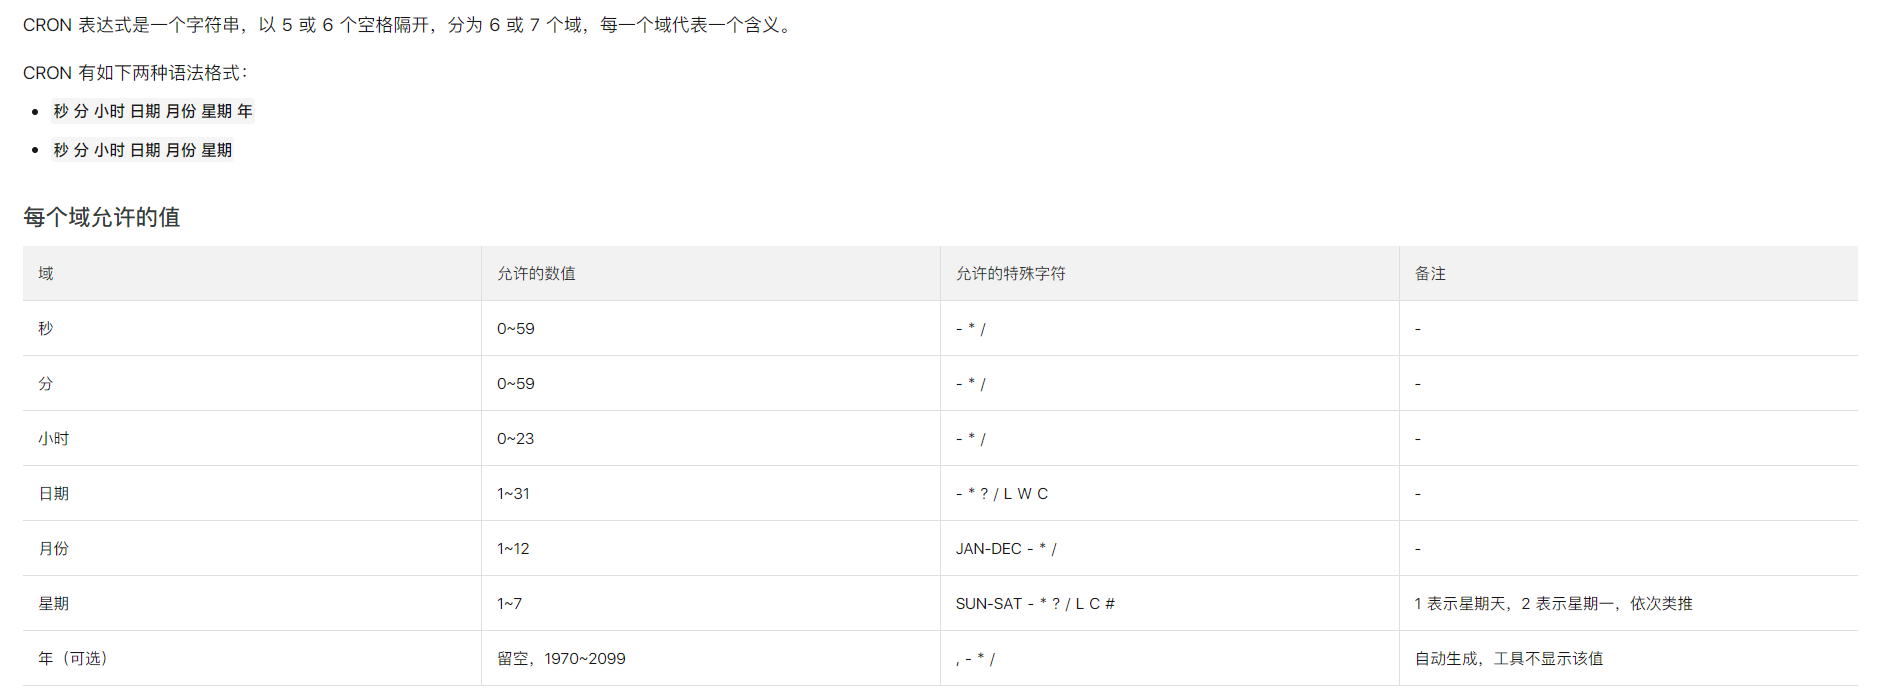 CRON 表达式是一个字符串，以 5 或 6 个空格隔开，分为 6 或 7 个域，每一个域代表一个含义。
CRON 有如下两种语法格式：
• 秒 分 小时 日期 月份 星期 年
• 秒 分 小时 日期 月份 星期
每个域允许的值
域 允许的数值 允许的特殊字符 备注
秒 0~59 - * / -
分 0~59 - * / -
小时 0~23 - * / -
日期 1~31 - * ? / L W C -
月份 1~12 JAN-DEC - * / -
星期 1~7 SUN-SAT - * ? / L C # 1 表示星期天，2 表示星期一，依次类推
年（可选） 留空，1970~2099 , - * / 自动生成，工具不显示该值